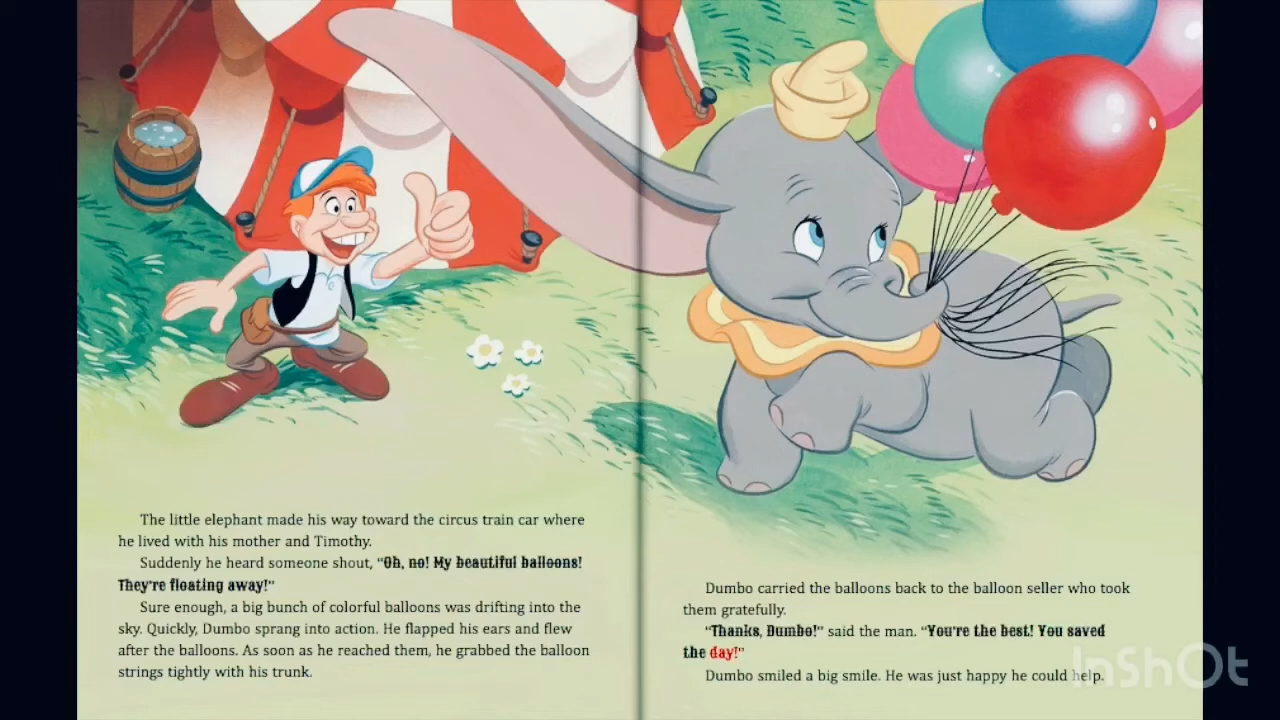 The little elephant made his way toward the circus train car where
he lived with his mother and Timothy.
Suddenly he heard someone shout, "Oh, no! My beautiful balloons!
They're floating away!"
Sure enough, a big bunch of colorful balloons was drifting into the
sky. Quickly, Dumbo sprang into action. He flapped his ears and flew
after the balloons. As soon as he reached them, he grabbed the balloon
strings tightly with his trunk.
Dumbo carried the balloons back to the balloon seller who took
them gratefully.
"Thanks, Dumbo!" said the man. "You're the best! You saved
the day!"
Dumbo smiled a big smile. He was just happy he could help.
InShOt